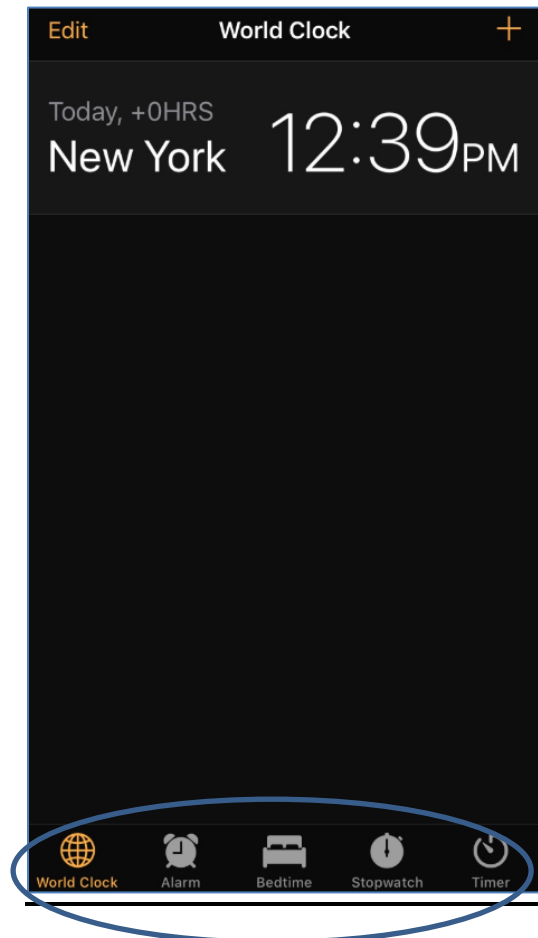 Edit World Clock +
Today, +0HRS
New York 12:39PM
World Clock Alarm Bedtime Stopwatch Timer